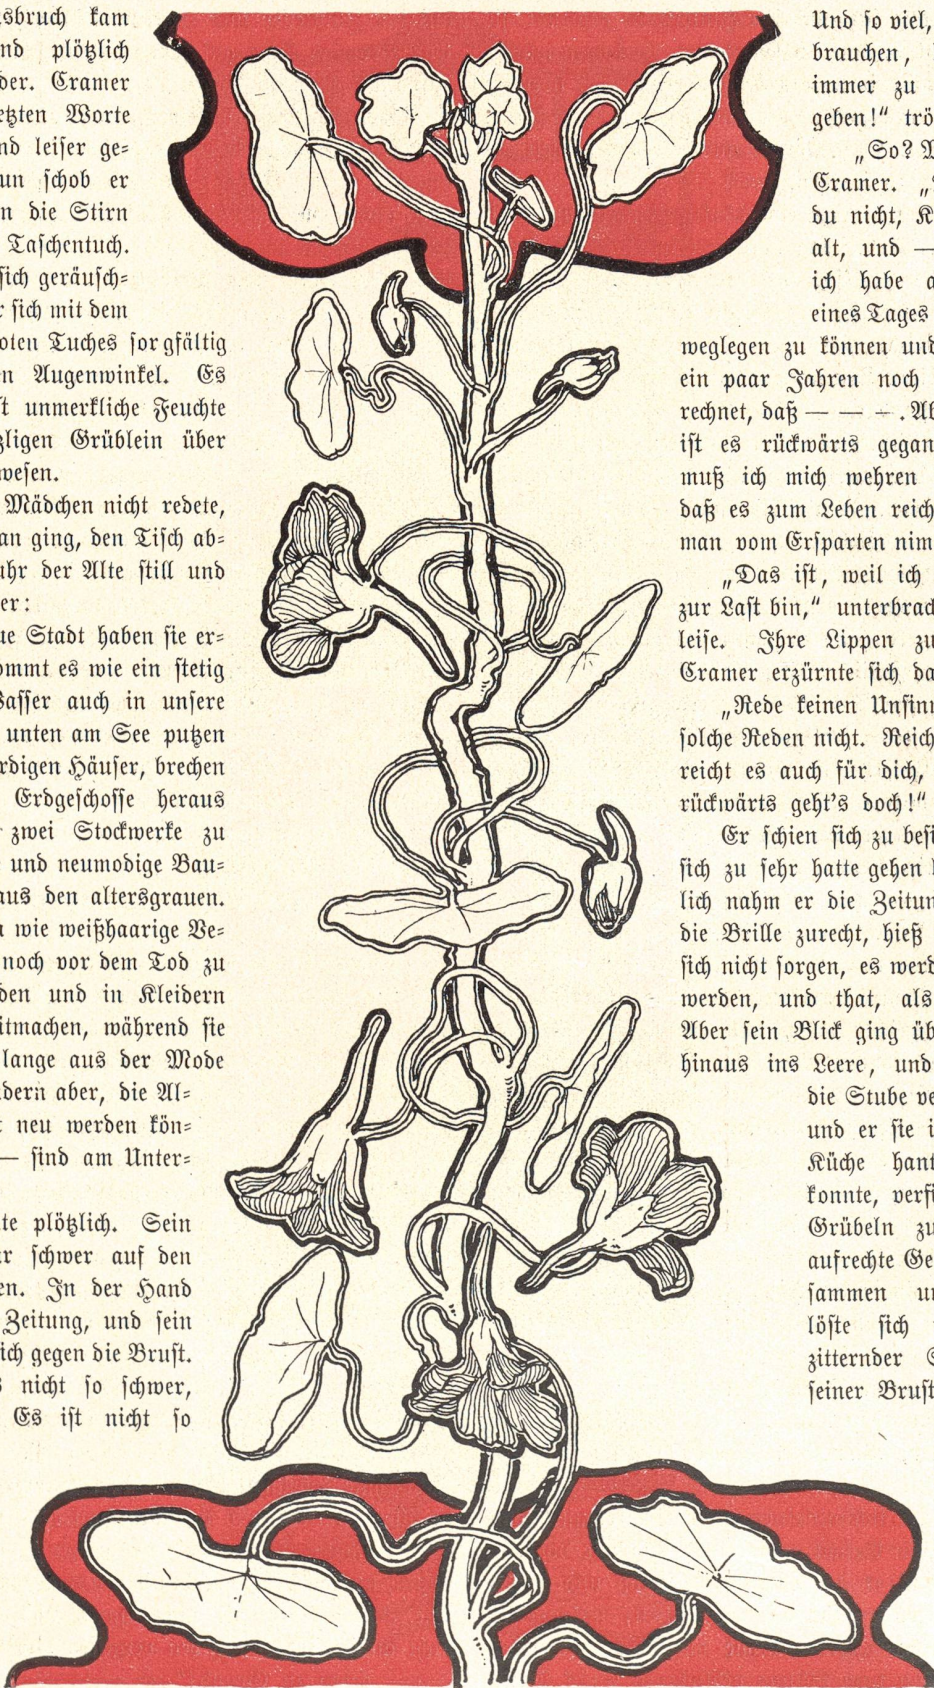 sbruch kam
nd plötzlich
der. Cramer
etzten Worte
nd leiser ge-
un schob er
n die Stirn
Taschentuch.
sich geräusch-
r sich mit dem
oten Tuches sorgfältig
n Augenwinkel. Es
st unmerkliche Feuchte
zligen Grüblein über
wesen.
Mädchen nicht redete,
an ging, den Tisch ab-
uhr der Alte still und
er:
ue Stadt haben sie er-
ommt es wie ein stetig
Wasser auch in unsere
unten am See putzen
rdigen Häuser, brechen
Erdgeschosse heraus
zwei Stockwerke zu
und neumodige Bau-
aus den altersgrauen.
n wie weißhaarige Ve-
noch vor dem Tod zu
den und in Kleidern
itmachen, während sie
lange aus der Mode
ndern aber, die Al-
t neu werden kön-
— sind am Unter-
te plötzlich. Sein
ar schwer auf den
en. In der Hand
Zeitung, und sein
ich gegen die Brust.
s nicht so schwer,
Es ist nicht so
Und so viel,
brauchen,
immer zu
geben!“ trö
„So? W
Cramer. „
du nicht, K
alt, und —
ich habe a
eines Tages
weglegen zu können und
ein paar Jahren noch
rechnet, daß — — —. Ab
ist es rückwärts gegan
muß ich mich wehren
daß es zum Leben reich
man vom Ersparten nim
„Das ist, weil ich
zur Last bin,“ unterbrach
leise. Ihre Lippen zu
Cramer erzürnte sich da
„Rede keinen Unsinn
solche Reden nicht. Reich
reicht es auch für dich,
rückwärts geht's doch!“
Er schien sich zu besi
sich zu sehr hatte gehen l
lich nahm er die Zeitun
die Brille zurecht, hieß
sich nicht sorgen, es werd
werden, und that, als
Aber sein Blick ging üb
hinaus ins Leere, und
die Stube ve
und er sie i
Küche hant
konnte, versi
Grübeln zu
aufrechte Ge
sammen un
löste sich
zitternder S
seiner Brust